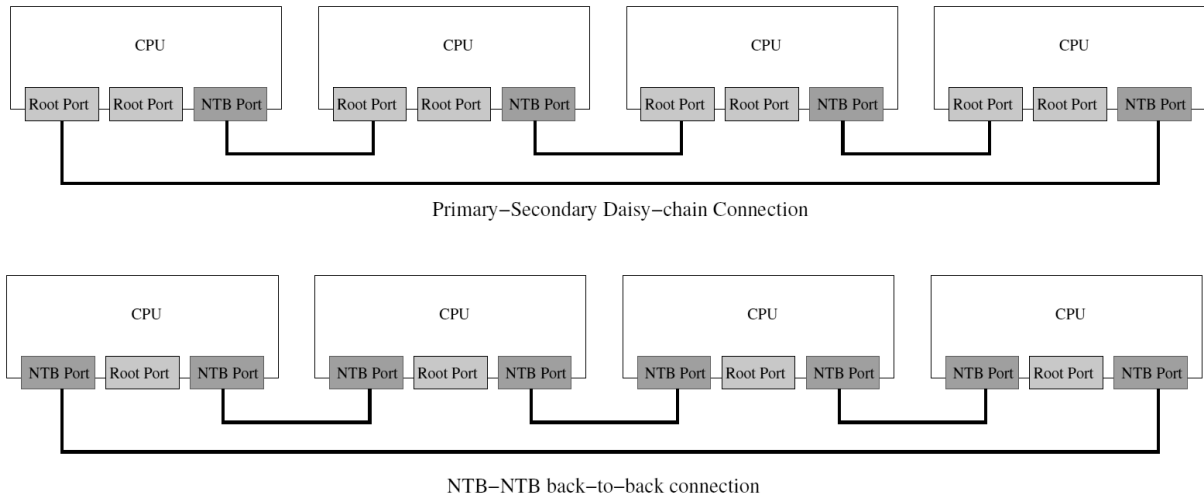 CPU CPU CPU CPU
Root Port Root Port NTB Port Root Port Root Port NTB Port Root Port Root Port NTB Port Root Port Root Port NTB Port
Primary−Secondary Daisy−chain Connection
CPU CPU CPU CPU
NTB Port Root Port NTB Port NTB Port Root Port NTB Port NTB Port Root Port NTB Port NTB Port Root Port NTB Port
NTB−NTB back−to−back connection